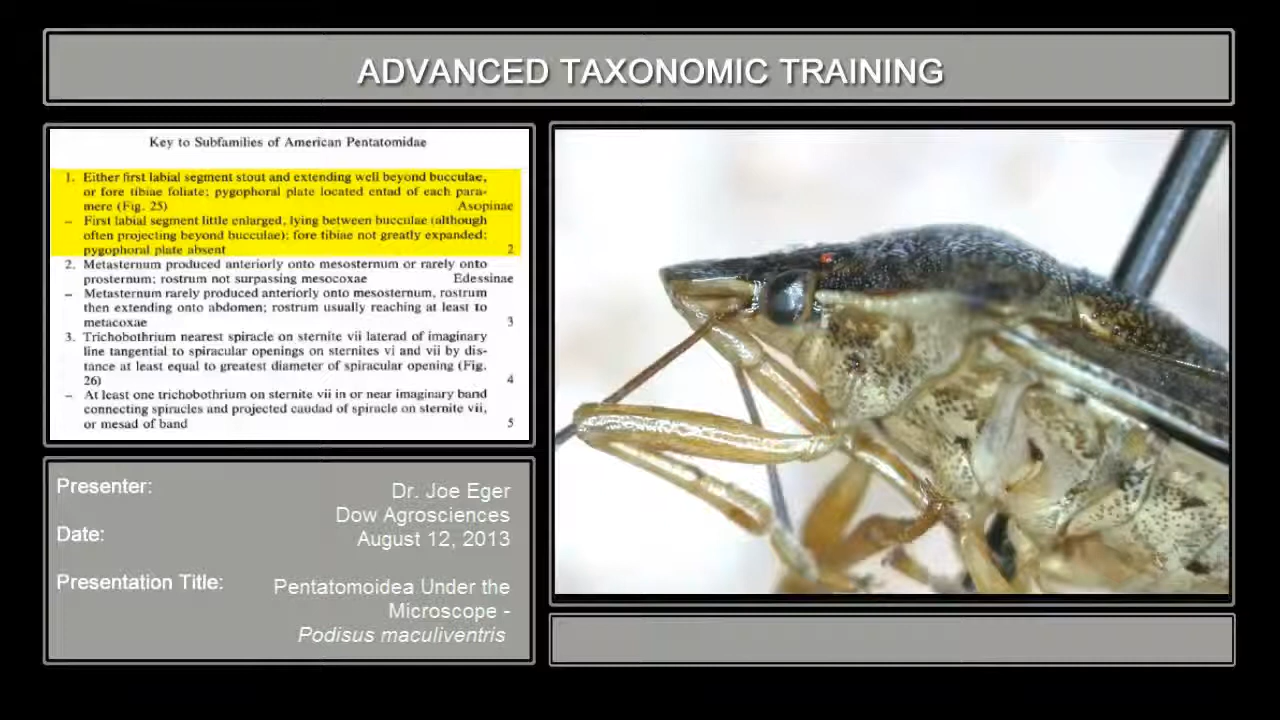 ADVANCED TAXONOMIC TRAINING
Key to Subfamilies of American Pentatomidae
1. Either first labial segment stout and extending well beyond bucculae,
or fore tibiae foliate; pygophoral plate located entad of each para-
mere (Fig. 25) Asopinae
– First labial segment little enlarged, lying between bucculae (although
often projecting beyond bucculae); fore tibiae not greatly expanded;
pygophoral plate absent 2
2. Metasternum produced anteriorly onto mesosternum or rarely onto
prosternum; rostrum not surpassing mesocoxae Edessinae
– Metasternum rarely produced anteriorly onto mesosternum, rostrum
then extending onto abdomen; rostrum usually reaching at least to
metacoxae 3
3. Trichobothrium nearest spiracle on sternite vii laterad of imaginary
line tangential to spiracular openings on sternites vi and vii by dis-
tance at least equal to greatest diameter of spiracular opening (Fig.
26) 4
– At least one trichobothrium on sternite vii in or near imaginary band
connecting spiracles and projected caudad of spiracle on sternite vii,
or mesad of band 5
Presenter: Dr. Joe Eger
Dow Agrosciences
Date: August 12, 2013
Presentation Title: Pentatomoidea Under the
Microscope -
Podisus maculiventris